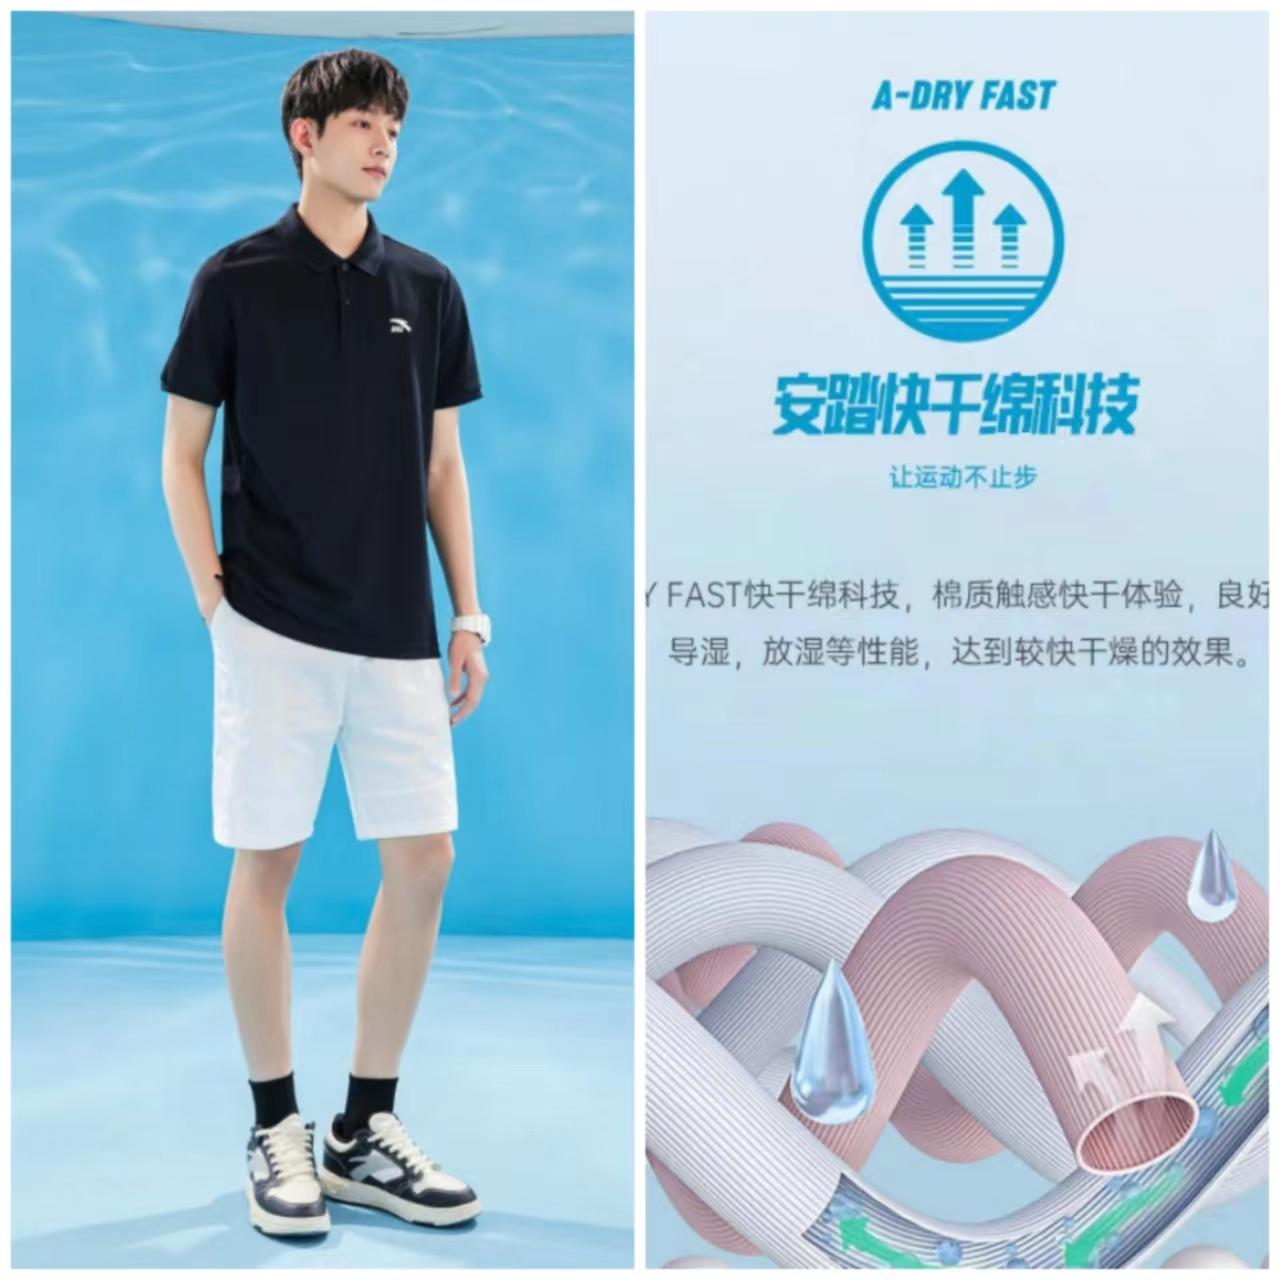 A-DRY FAST
安踏快干绵科技
让运动不止步
Y FAST快干绵科技，棉质触感快干体验，良好
导湿，放湿等性能，达到较快干燥的效果。